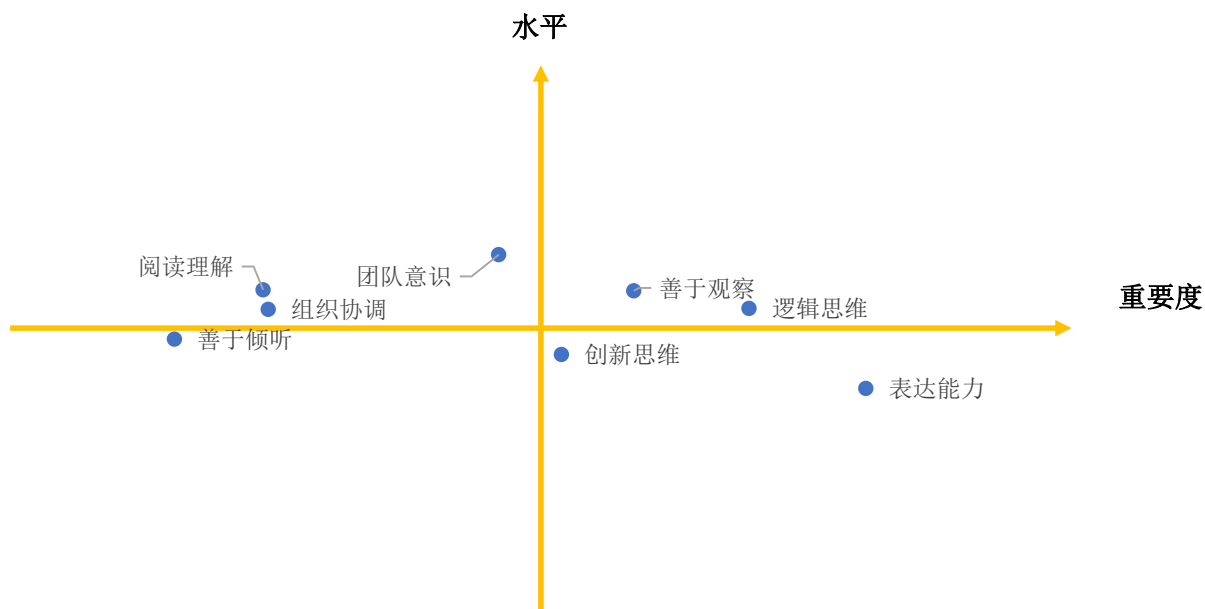 水平
阅读理解
团队意识
善于观察
重要度
组织协调
逻辑思维
善于倾听
创新思维
表达能力